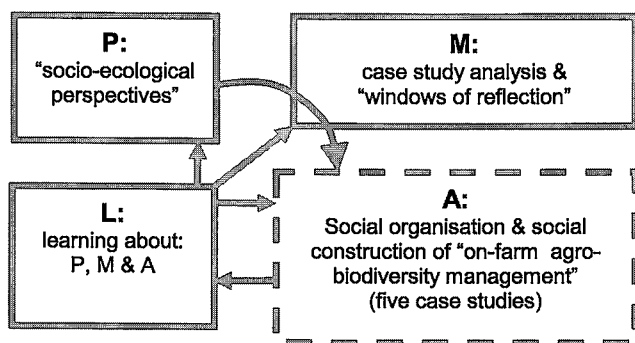 P:
“socio-ecological
perspectives”
M:
case study analysis &
“windows of reflection”
L:
learning about:
P, M & A
A:
Social organisation & social
construction of “on-farm agro-
biodiversity management”
(five case studies)